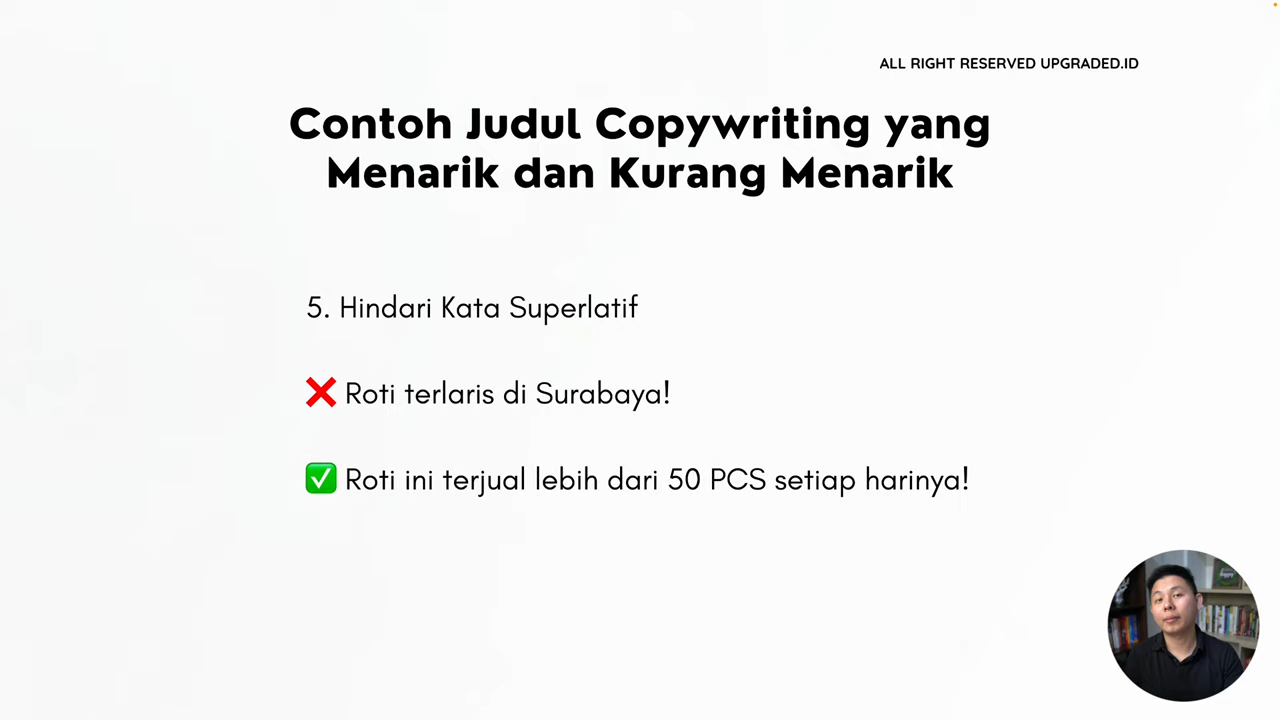 ALL RIGHT RESERVED UPGRADED.ID
Contoh Judul Copywriting yang
Menarik dan Kurang Menarik
5. Hindari Kata Superlatif
❌ Roti terlaris di Surabaya!
✅ Roti ini terjual lebih dari 50 PCS setiap harinya!